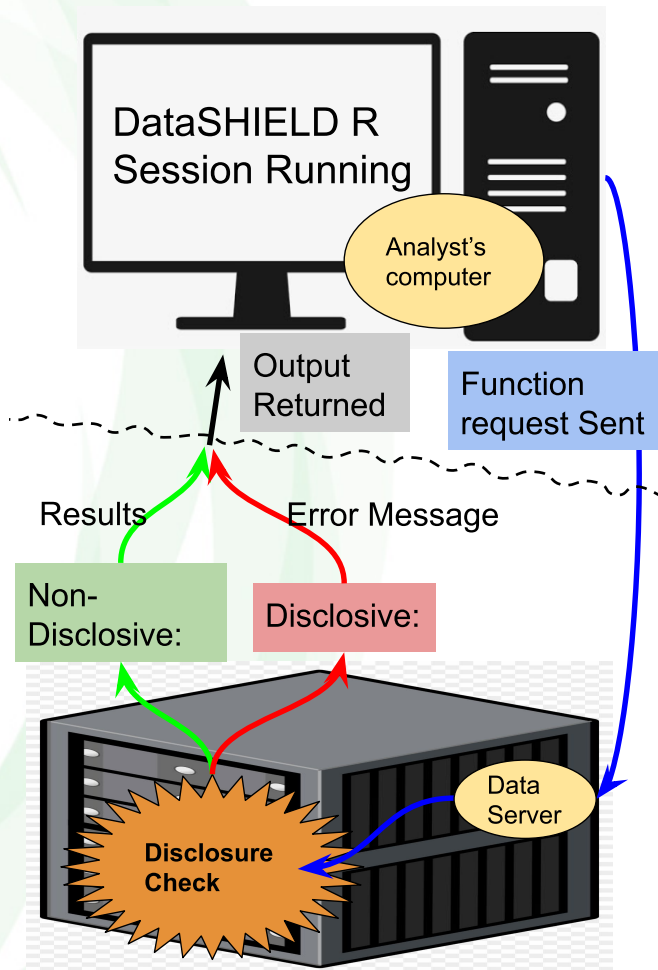 DataSHIELD R
Session Running
Analyst's
computer
Output
Returned
Function
request Sent
Results
Error Message
Non-
Disclosive:
Disclosive:
Data
Server
Disclosure
Check